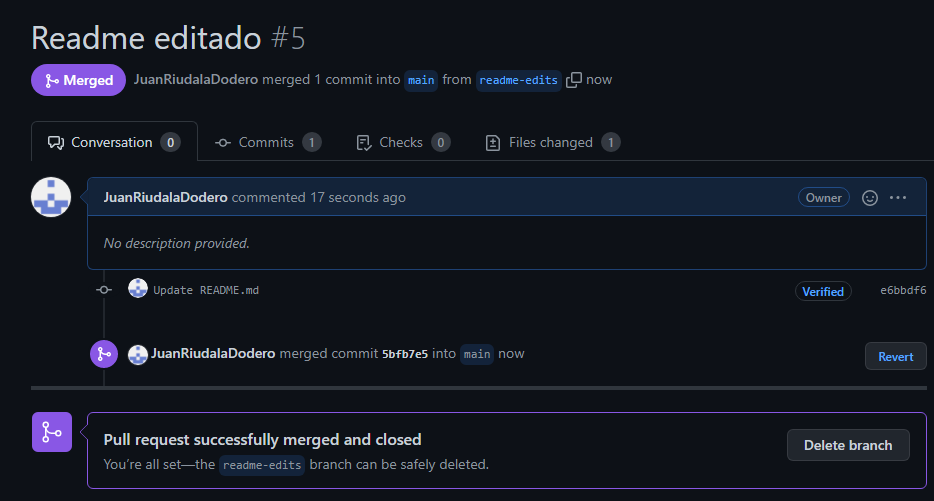 Readme editado #5
Merged JuanRiudalaDodero merged 1 commit into main from readme-edits now
Conversation 0 Commits 1 Checks 0 Files changed 1
JuanRiudalaDodero commented 17 seconds ago Owner
No description provided.
Update README.md Verified e6bbdf6
JuanRiudalaDodero merged commit 5bfb7e5 into main now Revert
Pull request successfully merged and closed
You're all set—the readme-edits branch can be safely deleted.
Delete branch